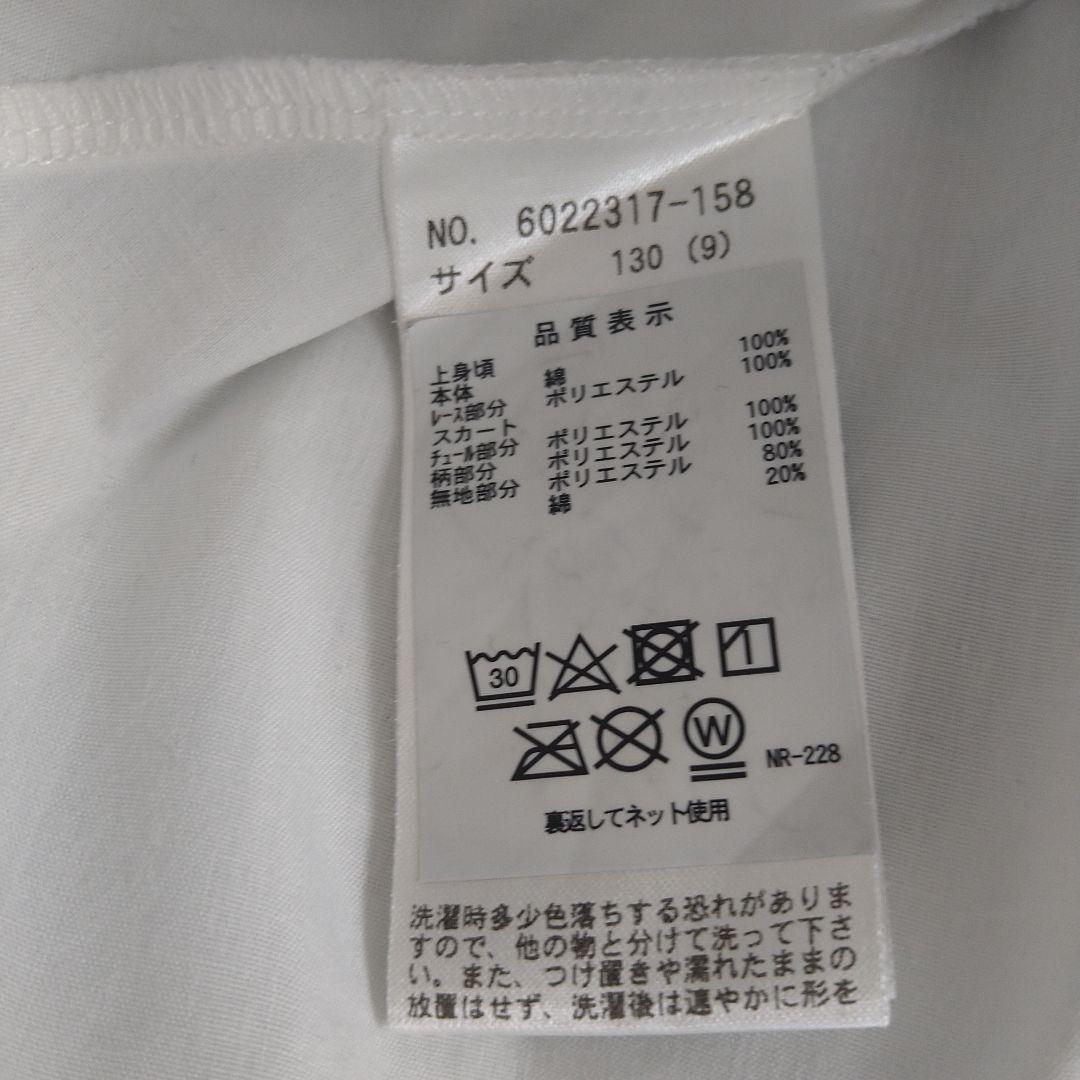 NO. 6022317-158
サイズ 130 (9)
品質表示
上身頃
本体 綿 100%
レース部分 ポリエステル 100%
スカート
チュール部分 ポリエステル 100%
柄部分 ポリエステル 100%
無地部分 ポリエステル 80%
綿 20%
30
1
W
NR-228
裏返してネット使用
洗濯時多少色落ちする恐れがありま
すので、他の物と分けて洗って下さ
い。また、つけ置きや濡れたままの
放置はせず、洗濯後は速やかに形を